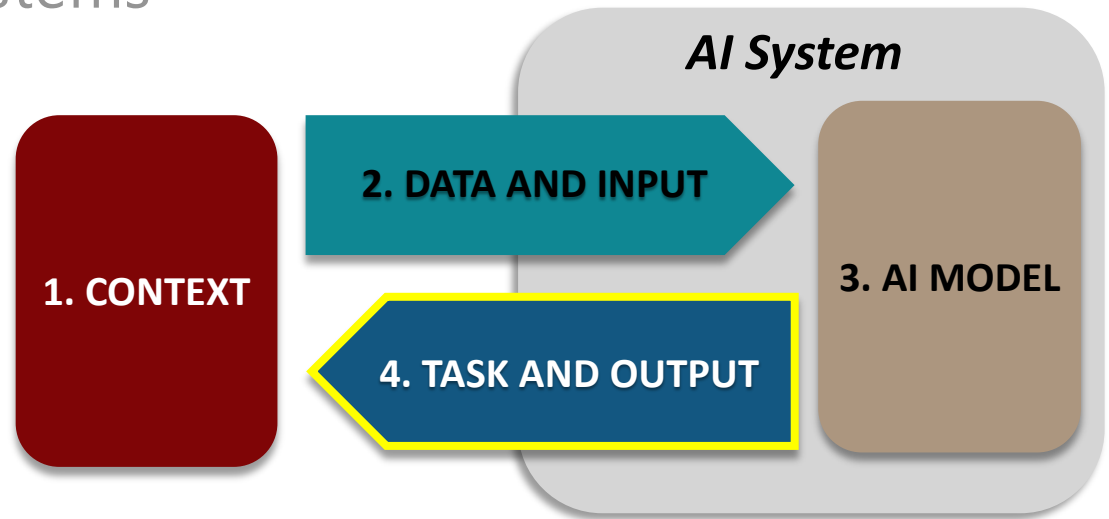 AI System
2. DATA AND INPUT
1. CONTEXT
3. AI MODEL
4. TASK AND OUTPUT